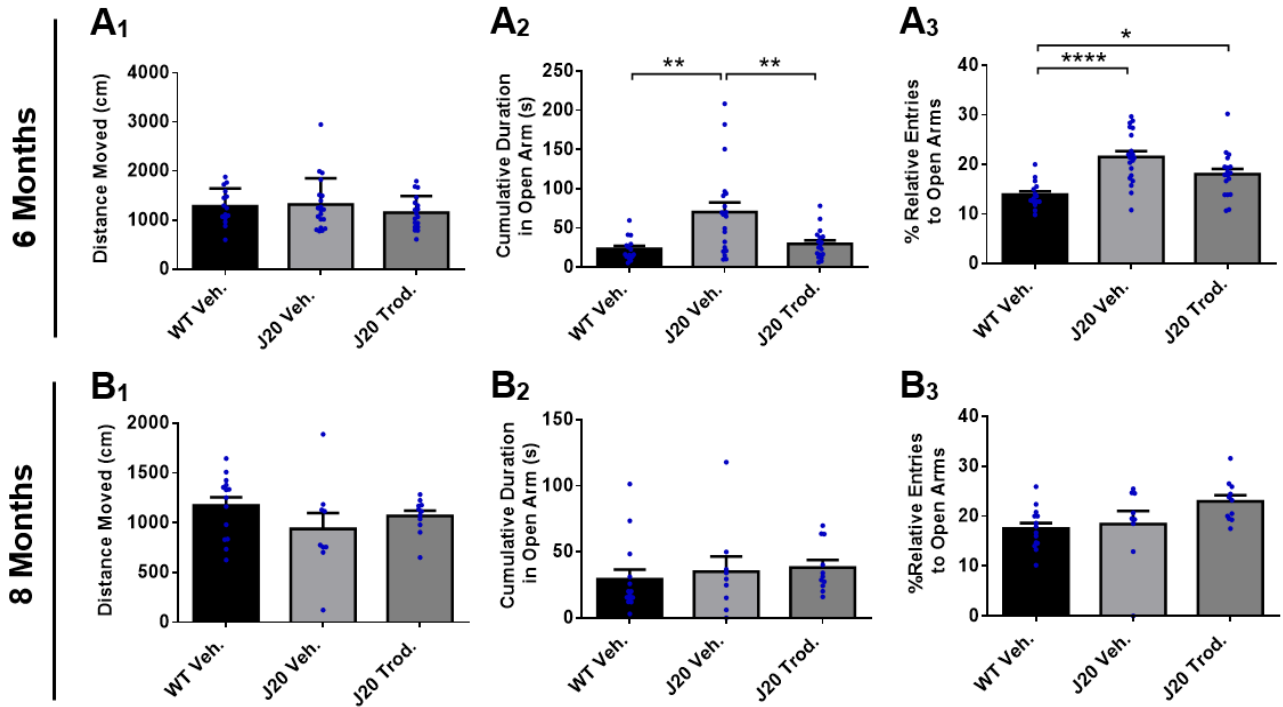 6 Months
A1
Distance Moved (cm)
4000
3000
2000
1000
0
WT Veh.
J20 Veh.
J20 Trod.
A2
Cumulative Duration
in Open Arm (s)
250
200
150
100
50
0
**
**
WT Veh.
J20 Veh.
J20 Trod.
A3
% Relative Entries
to Open Arms
40
30
20
10
0
*
****
WT Veh.
J20 Veh.
J20 Trod.
8 Months
B1
Distance Moved (cm)
2000
1500
1000
500
0
WT Veh.
J20 Veh.
J20 Trod.
B2
Cumulative Duration
in Open Arm (s)
150
100
50
0
WT Veh.
J20 Veh.
J20 Trod.
B3
%Relative Entries
to Open Arms
40
30
20
10
0
WT Veh.
J20 Veh.
J20 Trod.